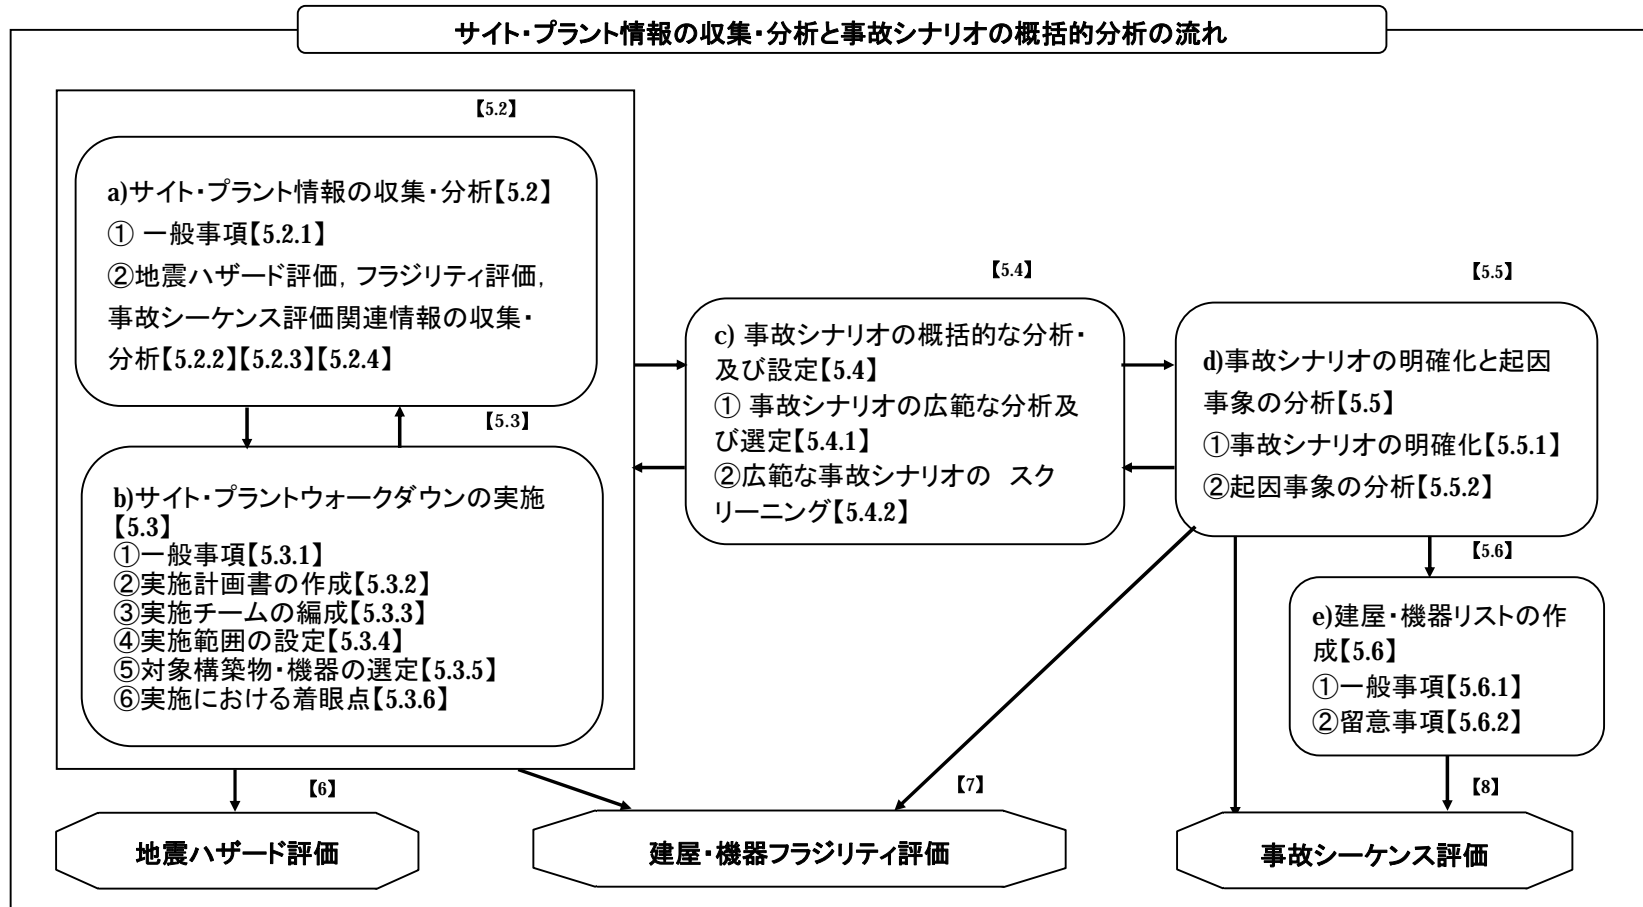 サイト・プラント情報の収集・分析と事故シナリオの概括的分析の流れ
【5.2】
a)サイト・プラント情報の収集・分析【5.2】
① 一般事項【5.2.1】
②地震ハザード評価, フラジリティ評価,
事故シーケンス評価関連情報の収集・
分析【5.2.2】【5.2.3】【5.2.4】
【5.3】
b)サイト・プラントウォークダウンの実施
【5.3】
①一般事項【5.3.1】
②実施計画書の作成【5.3.2】
③実施チームの編成【5.3.3】
④実施範囲の設定【5.3.4】
⑤対象構築物・機器の選定【5.3.5】
⑥実施における着眼点【5.3.6】
【5.4】
c) 事故シナリオの概括的な分析・
及び設定【5.4】
① 事故シナリオの広範な分析及
び選定【5.4.1】
②広範な事故シナリオの スク
リーニング【5.4.2】
【5.5】
d)事故シナリオの明確化と起因
事象の分析【5.5】
①事故シナリオの明確化【5.5.1】
②起因事象の分析【5.5.2】
【5.6】
e)建屋・機器リストの作
成【5.6】
①一般事項【5.6.1】
②留意事項【5.6.2】
【6】
地震ハザード評価
【7】
建屋・機器フラジリティ評価
【8】
事故シーケンス評価